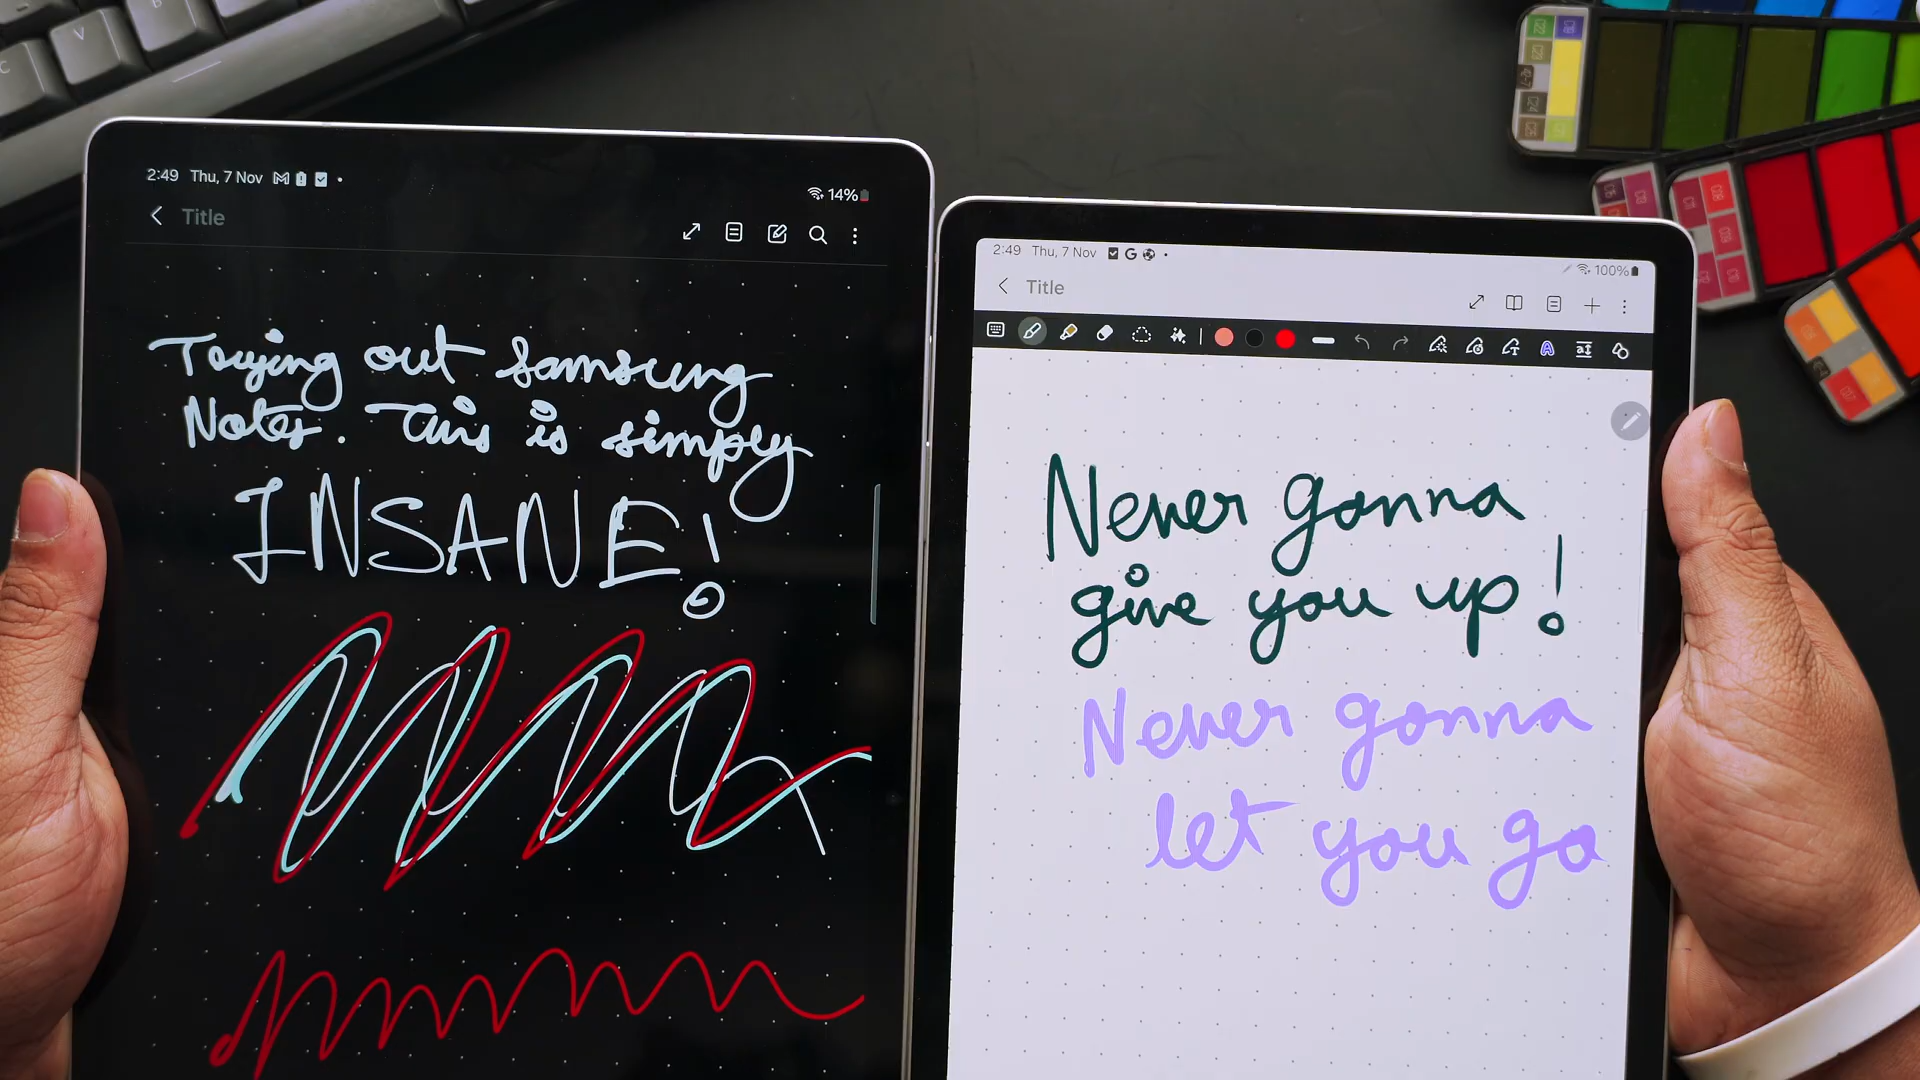 V
B
C
2:49 Thu, 7 Nov
14%
Title
Trying out Samsung
Notes. This is simply
INSANE!
2:49 Thu, 7 Nov G
100%
Title
Never gonna
give you up!
Never gonna
let you go